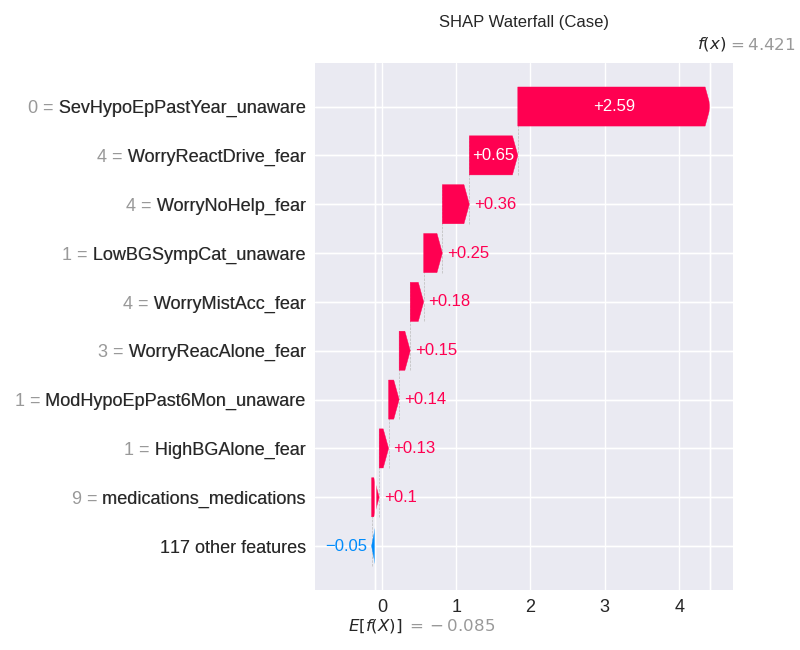 SHAP Waterfall (Case)
f(x) = 4.421
0 = SevHypoEpPastYear_unaware
+2.59
4 = WorryReactDrive_fear
+0.65
4 = WorryNoHelp_fear
+0.36
1 = LowBGSympCat_unaware
+0.25
4 = WorryMistAcc_fear
+0.18
3 = WorryReacAlone_fear
+0.15
1 = ModHypoEpPast6Mon_unaware
+0.14
1 = HighBGAlone_fear
+0.13
9 = medications_medications
+0.1
117 other features
−0.05
0 1 2 3 4
E[f(X)] = −0.085